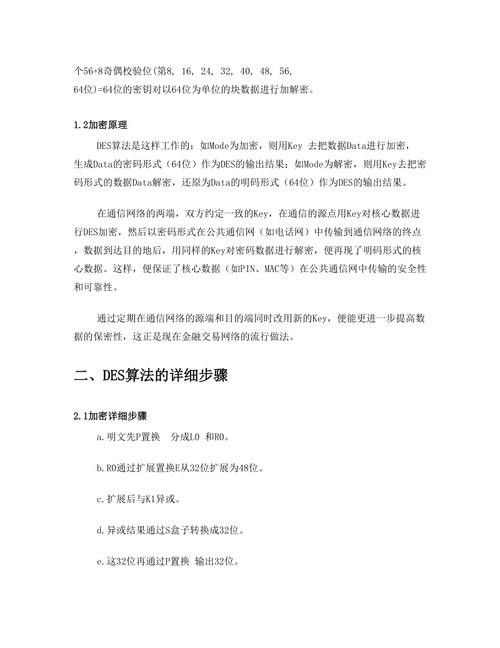 个56+8奇偶校验位(第8, 16, 24, 32, 40, 48, 56,
64位)=64位的密钥对以64位为单位的块数据进行加解密。
1.2加密原理
DES算法是这样工作的：如Mode为加密，则用Key 去把数据Data进行加密，
生成Data的密码形式（64位）作为DES的输出结果；如Mode为解密，则用Key去把密
码形式的数据Data解密，还原为Data的明码形式（64位）作为DES的输出结果。
在通信网络的两端，双方约定一致的Key，在通信的源点用Key对核心数据进
行DES加密，然后以密码形式在公共通信网（如电话网）中传输到通信网络的终点
，数据到达目的地后，用同样的Key对密码数据进行解密，便再现了明码形式的核
心数据。这样，便保证了核心数据（如PIN、MAC等）在公共通信网中传输的安全性
和可靠性。
通过定期在通信网络的源端和目的端同时改用新的Key，便能更进一步提高数
据的保密性，这正是现在金融交易网络的流行做法。
二、DES算法的详细步骤
2.1加密详细步骤
a.明文先P置换 分成L0 和R0。
b.R0通过扩展置换E从32位扩展为48位。
c.扩展后与K1异或。
d.异或结果通过S盒子转换成32位。
e.这32位再通过P置换 输出32位。